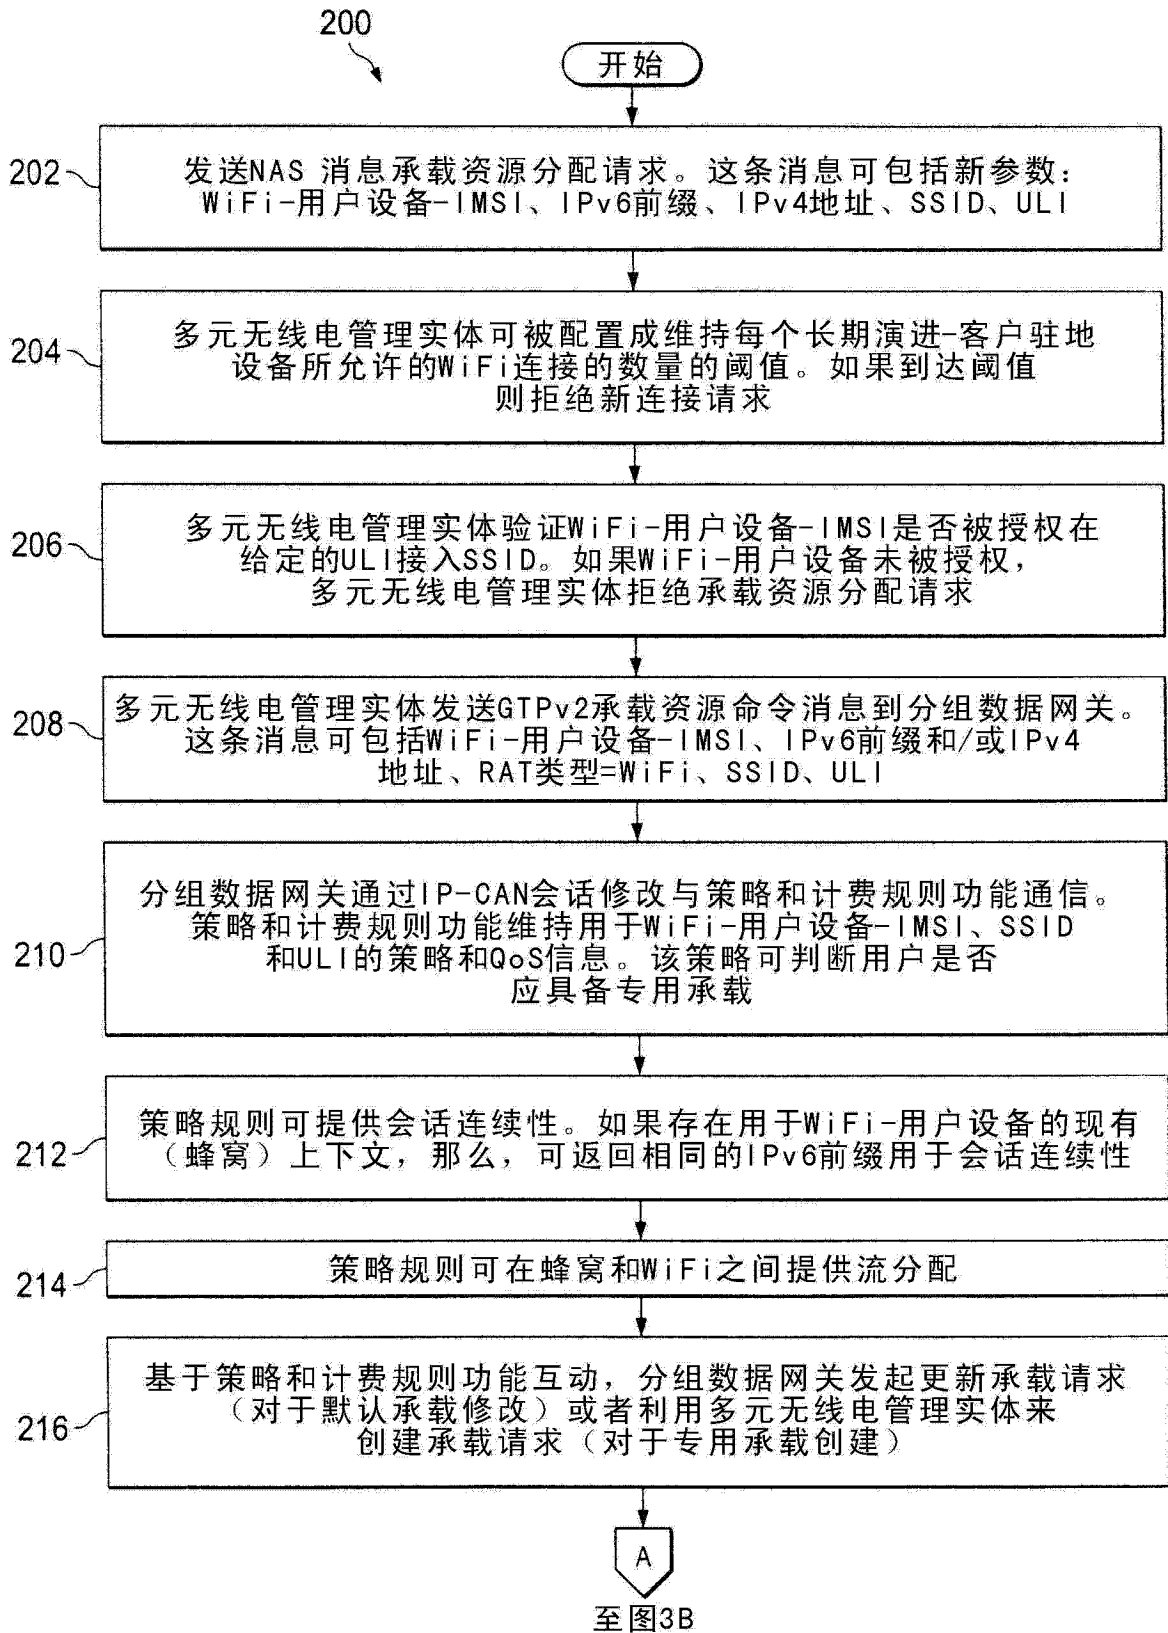 200
开始
202
发送NAS 消息承载资源分配请求。这条消息可包括新参数:
WiFi-用户设备-IMSI、IPv6前缀、IPv4地址、SSID、ULI
204
多元无线电管理实体可被配置成维持每个长期演进-客户驻地
设备所允许的WiFi连接的数量的阈值。如果到达阈值
则拒绝新连接请求
206
多元无线电管理实体验证WiFi-用户设备-IMSI是否被授权在
给定的ULI接入SSID。如果WiFi-用户设备未被授权,
多元无线电管理实体拒绝承载资源分配请求
208
多元无线电管理实体发送GTPv2承载资源命令消息到分组数据网关。
这条消息可包括WiFi-用户设备-IMSI、IPv6前缀和/或IPv4
地址、RAT类型=WiFi、SSID、ULI
210
分组数据网关通过IP-CAN会话修改与策略和计费规则功能通信。
策略和计费规则功能维持用于WiFi-用户设备-IMSI、SSID
和ULI的策略和QoS信息。该策略可判断用户是否
应具备专用承载
212
策略规则可提供会话连续性。如果存在用于WiFi-用户设备的现有
（蜂窝）上下文,那么,可返回相同的IPv6前缀用于会话连续性
214
策略规则可在蜂窝和WiFi之间提供流分配
216
基于策略和计费规则功能互动,分组数据网关发起更新承载请求
（对于默认承载修改）或者利用多元无线电管理实体来
创建承载请求（对于专用承载创建）
A
至图3B